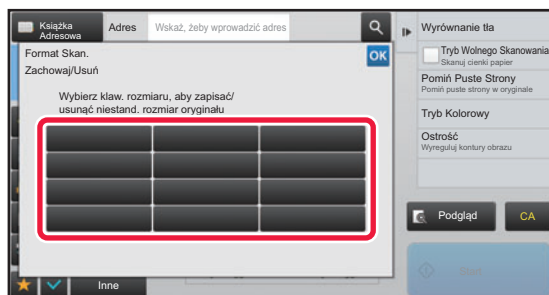 Książka
Adresowa
Adres
Wskaż, żeby wprowadzić adres
Format Skan.
OK
Zachowaj/Usuń
Wybierz klaw. rozmiaru, aby zapisać/
usunąć niestand. rozmiar oryginału
Inne
Wyrównanie tła
Tryb Wolnego Skanowania
Skanuj cienki papier
Pomiń Puste Strony
Pomiń puste strony w oryginale
Tryb Kolorowy
Ostrość
Wyreguluj kontury obrazu
Podgląd
CA
Start